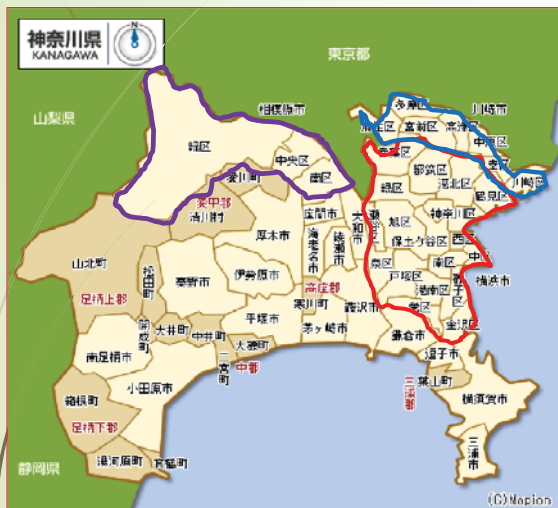 神奈川県
KANAGAWA
東京都
山梨県
静岡県
相模原市
緑区
中央区
南区
川崎市
多摩区
麻生区
宮前区
高津区
中原区
幸区
川崎区
青葉区
都筑区
港北区
鶴見区
緑区
神奈川区
瀬谷区
旭区
保土ケ谷区
西区
中区
泉区
戸塚区
南区
港南区
磯子区
栄区
金沢区
横浜市
愛川町
愛甲郡
清川村
座間市
大和市
海老名市
綾瀬市
厚木市
山北町
松田町
秦野市
伊勢原市
高座郡
寒川町
藤沢市
足柄上郡
開成町
大井町
中井町
平塚市
茅ヶ崎市
鎌倉市
逗子市
葉山町
三浦郡
横須賀市
三浦市
南足柄市
小田原市
二宮町
大磯町
中郡
箱根町
足柄下郡
湯河原町
真鶴町
(C)Mapion